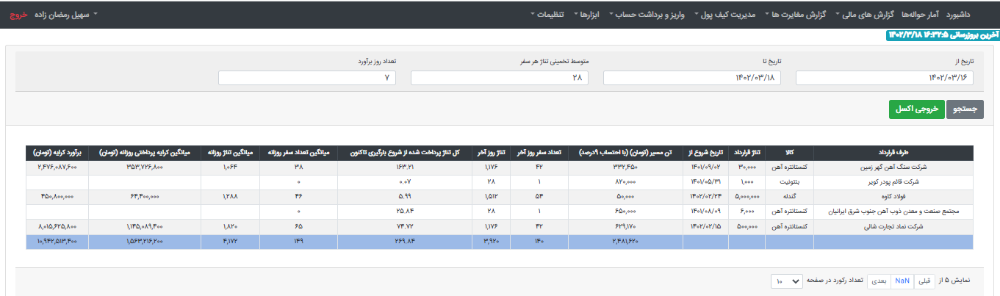 داشبورد آمار حواله‌ها گزارش های مالی گزارش مغایرت ها مدیریت کیف پول واریز و برداشت حساب ابزارها تنظیمات سهیل رمضان زاده خروج
آخرین بروزرسانی ۱۶:۳۲:۵ ۱۴۰۲/۳/۱۸
تاریخ از تاریخ تا متوسط تخمینی تناژ هر سفر تعداد روز برآورد
۱۴۰۲/۰۳/۱۶ ۱۴۰۲/۰۳/۱۸ ۲۸ ۷
جستجو خروجی اکسل
طرف قرارداد کالا تناژ قرارداد تاریخ شروع از تن مسیر (تومان) (با احتساب ۹درصد) تعداد سفر روز آخر تناژ روز آخر کل تناژ پرداخت شده از شروع بارگیری تاکنون میانگین تعداد سفر روزانه میانگین تناژ روزانه میانگین کرایه پرداختی روزانه (تومان) برآورد کرایه (تومان)
شرکت سنگ آهن گهر زمین کنستانتره آهن ۳۰,۰۰۰ ۱۴۰۱/۰۹/۰۲ ۳۳۲,۴۵۰ ۴۲ ۱,۱۷۶ ۱۶۳.۲۱ ۳۸ ۱,۰۶۴ ۳۵۳,۷۲۶,۸۰۰ ۲,۴۷۶,۰۸۷,۶۰۰
شرکت قائم پودر کویر بنتونیت ۱,۰۰۰ ۱۴۰۱/۰۵/۳۱ ۸۲۰,۰۰۰ ۱ ۲۸ ۰.۰۷ ۰
فولاد کاوه گندله ۵,۰۰۰,۰۰۰ ۱۴۰۲/۰۲/۲۴ ۵۰,۰۰۰ ۵۴ ۱,۵۱۲ ۵.۹۹ ۴۶ ۱,۲۸۸ ۶۴,۴۰۰,۰۰۰ ۴۵۰,۸۰۰,۰۰۰
مجتمع صنعت و معدن ذوب آهن جنوب شرق ایرانیان کنستانتره آهن ۶,۰۰۰ ۱۴۰۱/۰۸/۰۹ ۶۵۰,۰۰۰ ۱ ۲۸ ۲۵.۸۴ ۰
شرکت نماد تجارت شالی کنستانتره آهن ۵۰۰,۰۰۰ ۱۴۰۲/۰۲/۱۵ ۶۲۹,۱۷۰ ۴۲ ۱,۱۷۶ ۷۴.۷۲ ۶۵ ۱,۸۲۰ ۱,۱۴۵,۰۸۹,۴۰۰ ۸,۰۱۵,۶۲۵,۸۰۰
۲,۴۸۱,۶۲۰ ۱۴۰ ۳,۹۲۰ ۲۶۹.۸۴ ۱۴۹ ۴,۱۷۲ ۱,۵۶۳,۲۱۶,۲۰۰ ۱۰,۹۴۲,۵۱۳,۴۰۰
نمایش ۵ از قبلی NaN بعدی تعداد رکورد در صفحه ۱۰